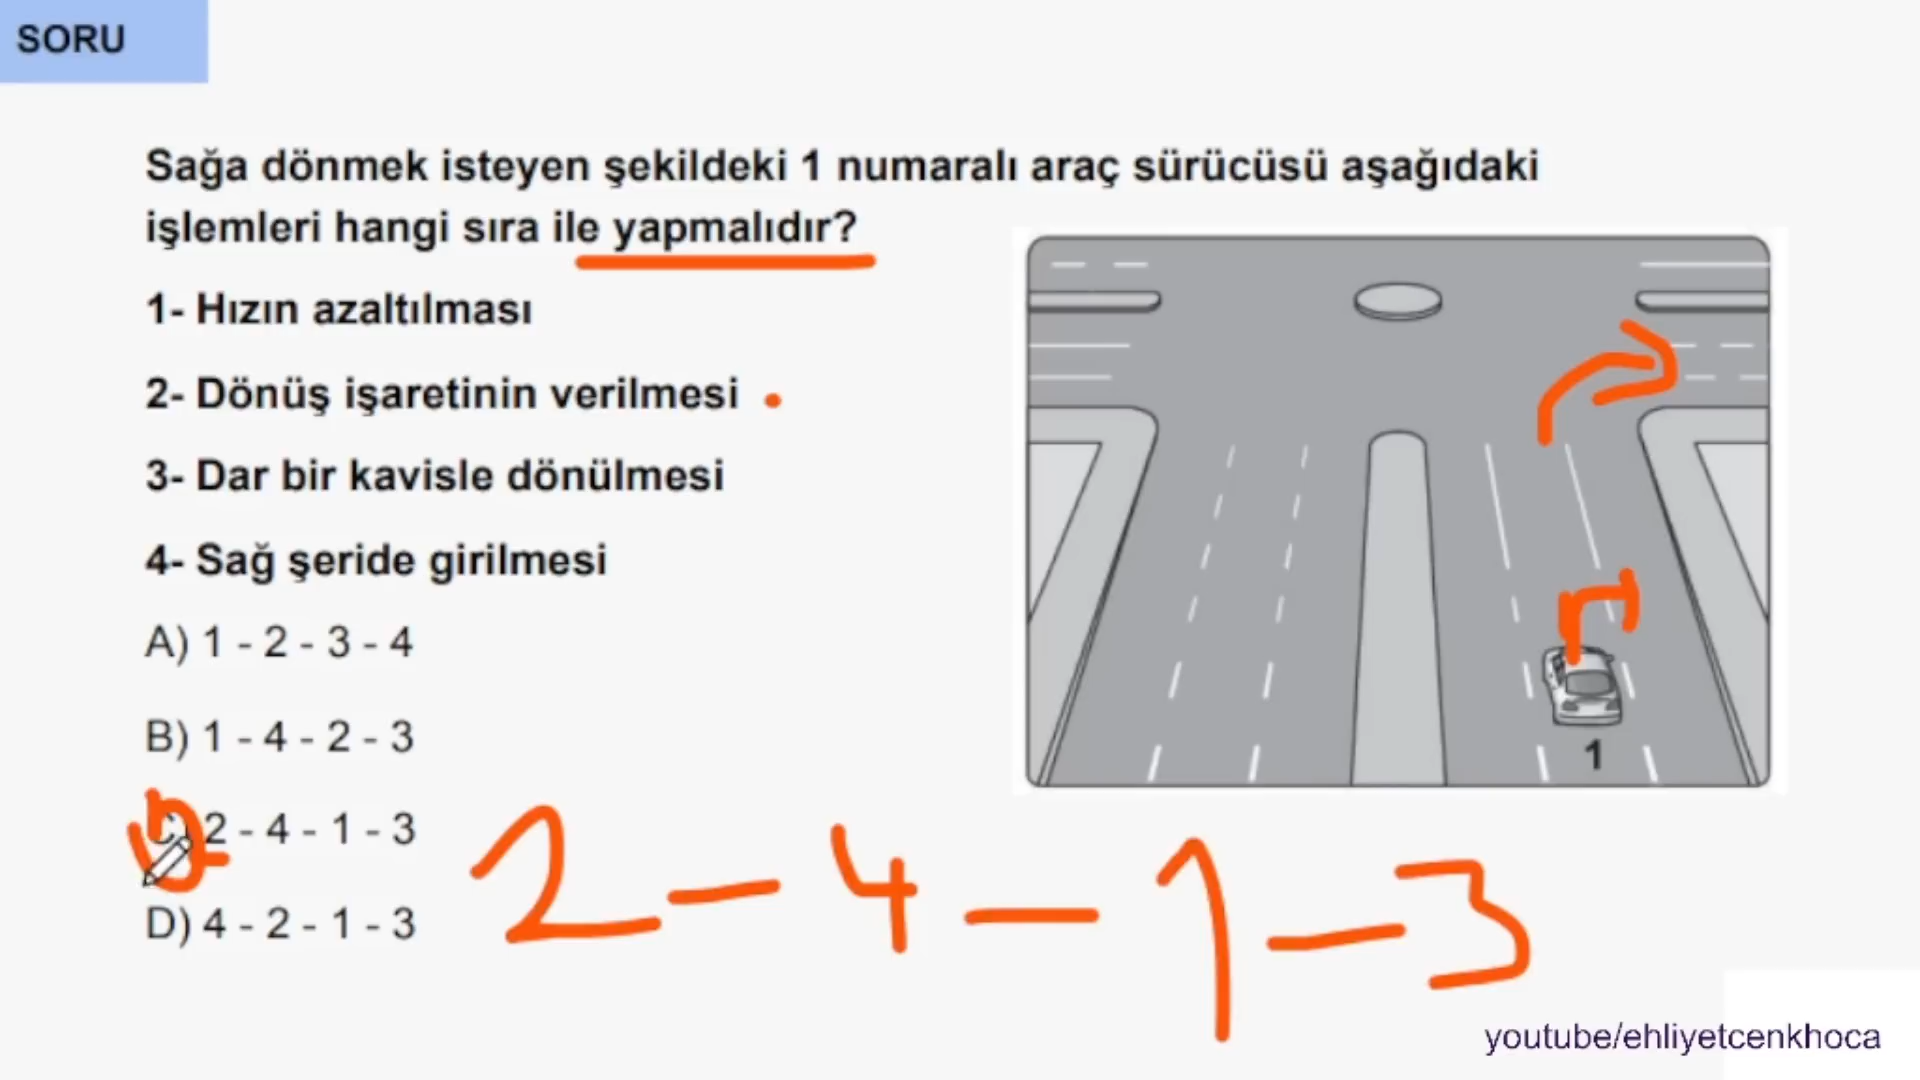 SORU
Sağa dönmek isteyen şekildeki 1 numaralı araç sürücüsü aşağıdaki
işlemleri hangi sıra ile yapmalıdır?
1- Hızın azaltılması
2- Dönüş işaretinin verilmesi
3- Dar bir kavisle dönülmesi
4- Sağ şeride girilmesi
A) 1 - 2 - 3 - 4
B) 1 - 4 - 2 - 3
C) 2 - 4 - 1 - 3
D) 4 - 2 - 1 - 3
2 - 4 - 1 - 3
1
youtube/ehliyetcenkhoca